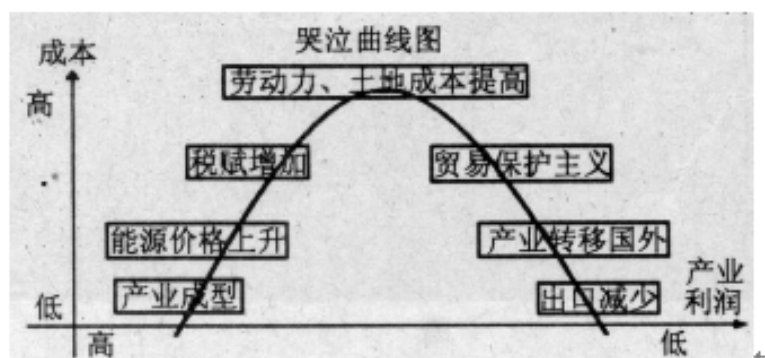 哭泣曲线图
成本
劳动力、土地成本提高
高
税赋增加
贸易保护主义
能源价格上升
产业转移国外
产业成型
出口减少
产业
利润
低
高
低